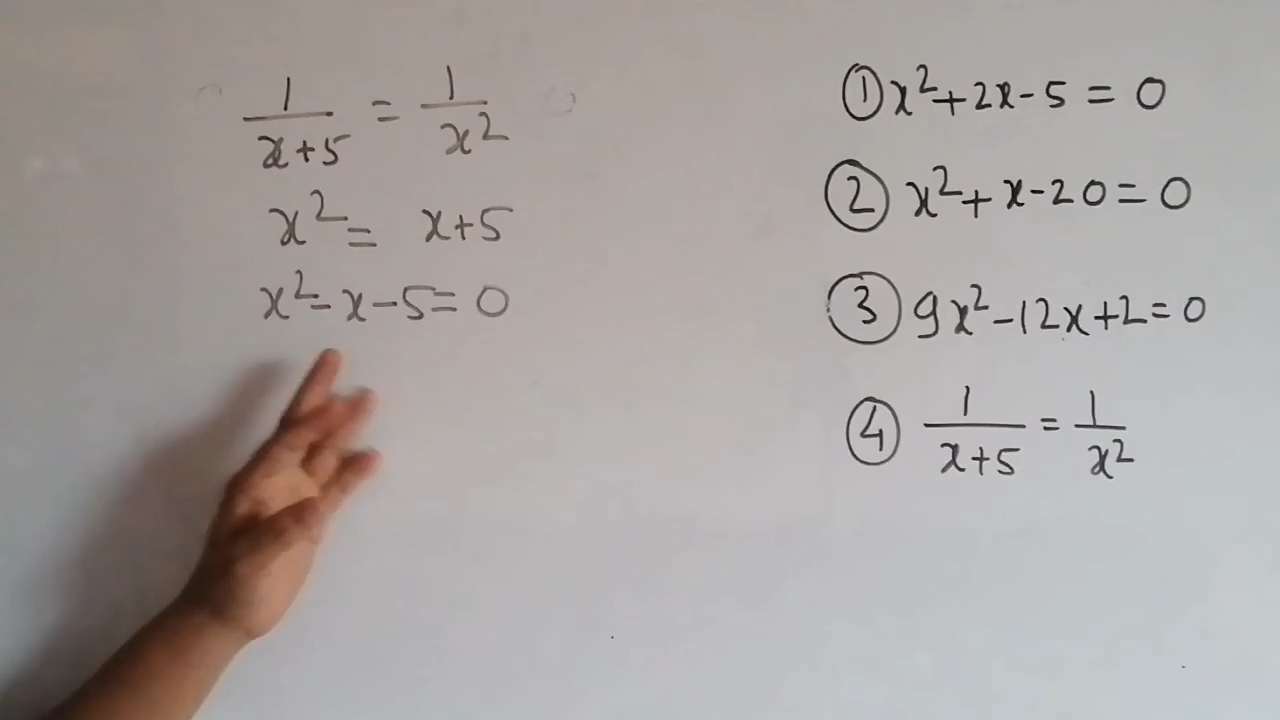 1/(x+5) = 1/x²
x² = x+5
x²-x-5=0
① x²+2x-5=0
② x²+x-20=0
③ 9x²-12x+2=0
④ 1/(x+5) = 1/x²